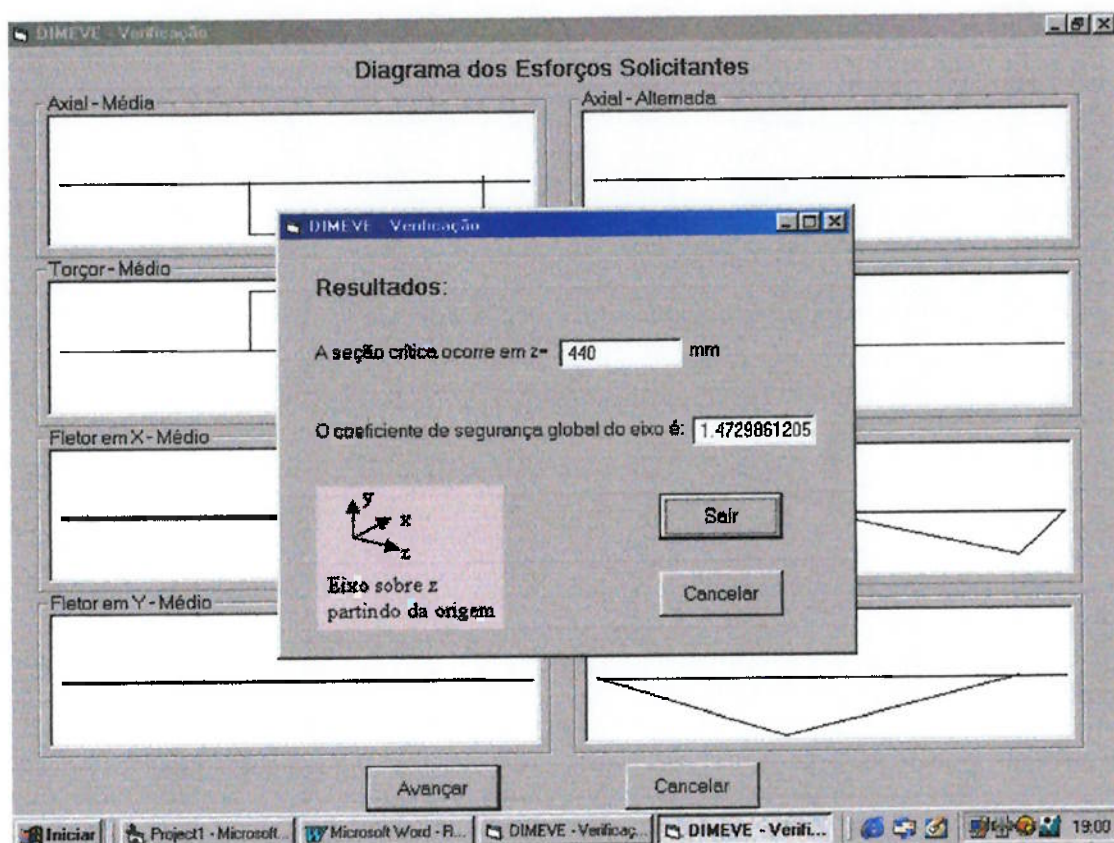 DIMEVE - Verificação
Diagrama dos Esforços Solicitantes
Axial - Média
Axial - Alternada
DIMEVE - Verificação
Torçor - Médio
Resultados:
A seção crítica ocorre em z= 440 mm
O coeficiente de segurança global do eixo é: 1.4729861205
Fletor em X - Médio
y
x
z
Sair
Eixo sobre z
partindo da origem
Cancelar
Fletor em Y - Médio
Avançar
Cancelar
Iniciar
Project1 - Microsoft...
Microsoft Word - R...
DIMEVE - Verificaç...
DIMEVE - Verifi...
19:00